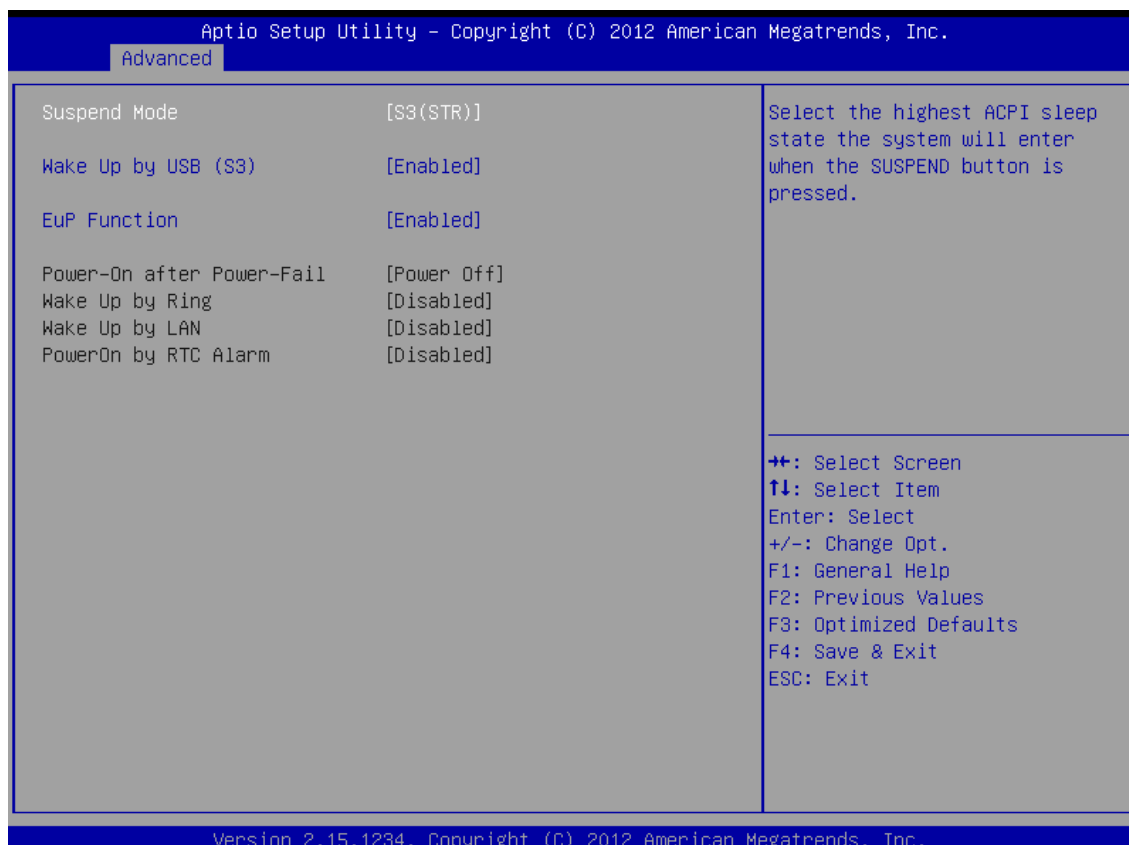 Aptio Setup Utility – Copyright (C) 2012 American Megatrends, Inc.
Advanced
Suspend Mode [S3(STR)]
Wake Up by USB (S3) [Enabled]
EuP Function [Enabled]
Power-On after Power-Fail [Power Off]
Wake Up by Ring [Disabled]
Wake Up by LAN [Disabled]
PowerOn by RTC Alarm [Disabled]
Select the highest ACPI sleep
state the system will enter
when the SUSPEND button is
pressed.
→←: Select Screen
↑↓: Select Item
Enter: Select
+/-: Change Opt.
F1: General Help
F2: Previous Values
F3: Optimized Defaults
F4: Save & Exit
ESC: Exit
Version 2.15.1234. Copyright (C) 2012 American Megatrends, Inc.